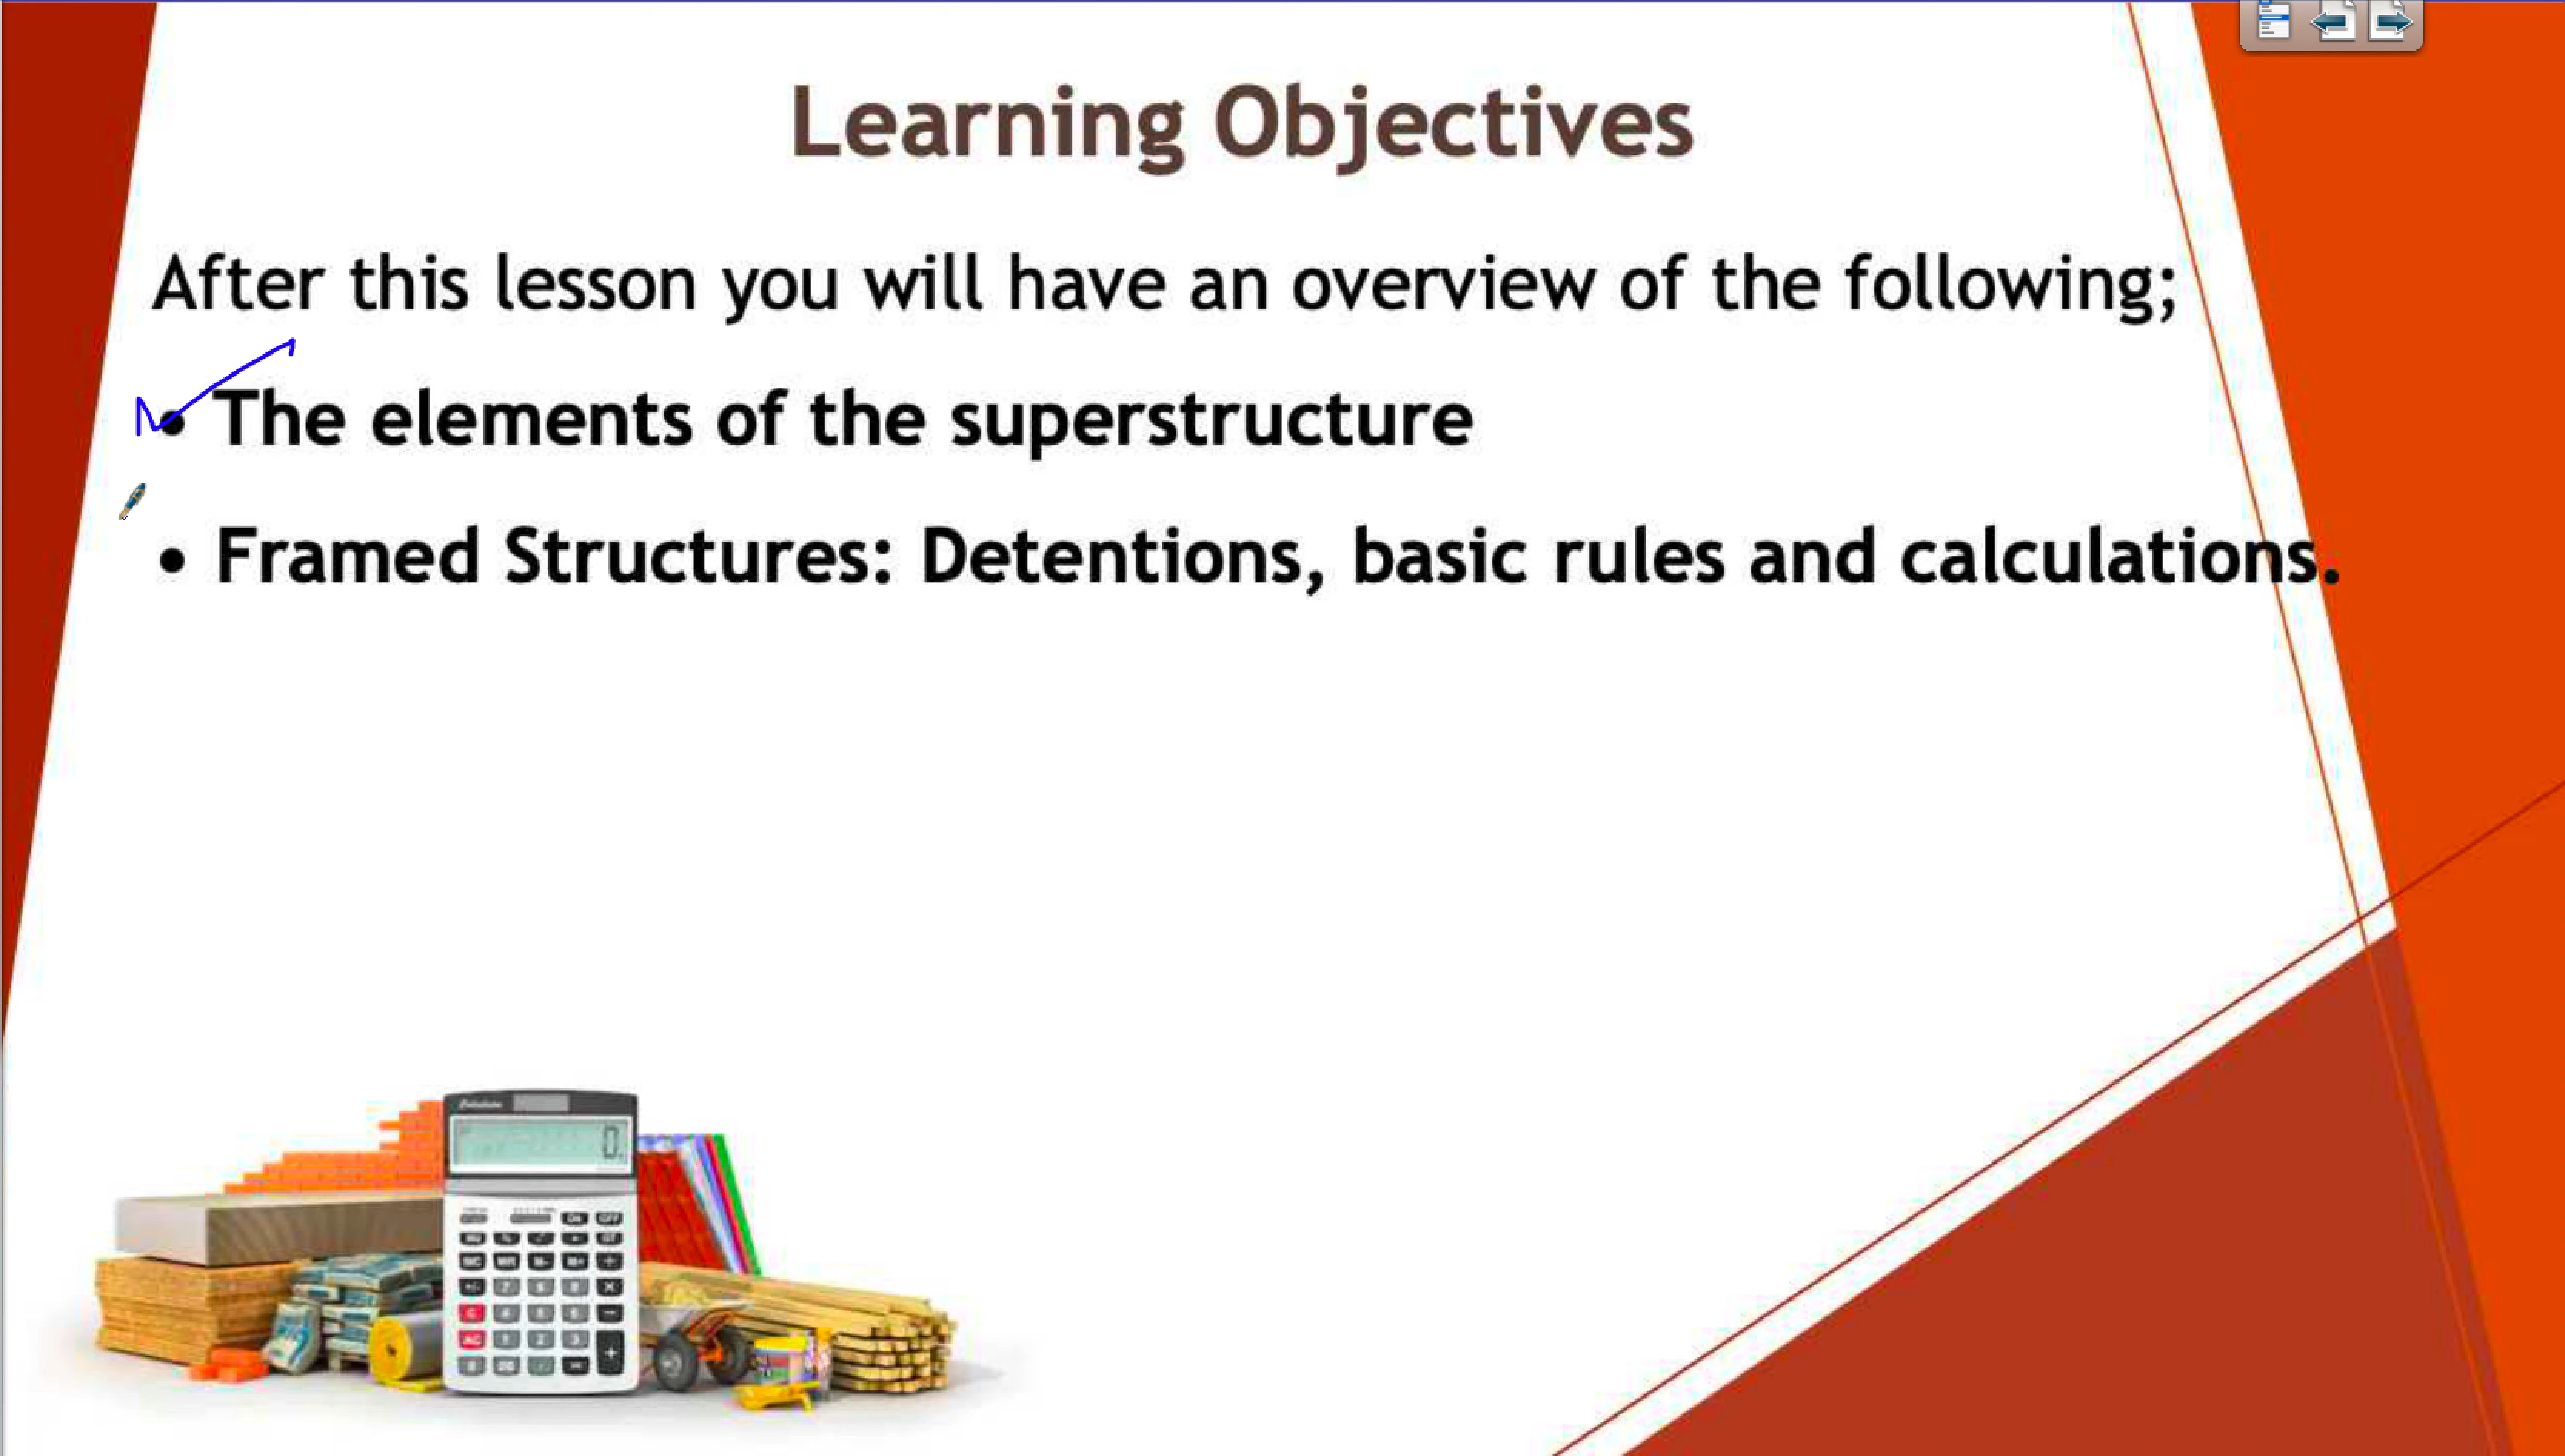 Learning Objectives
After this lesson you will have an overview of the following;
• The elements of the superstructure
• Framed Structures: Detentions, basic rules and calculations.
0.